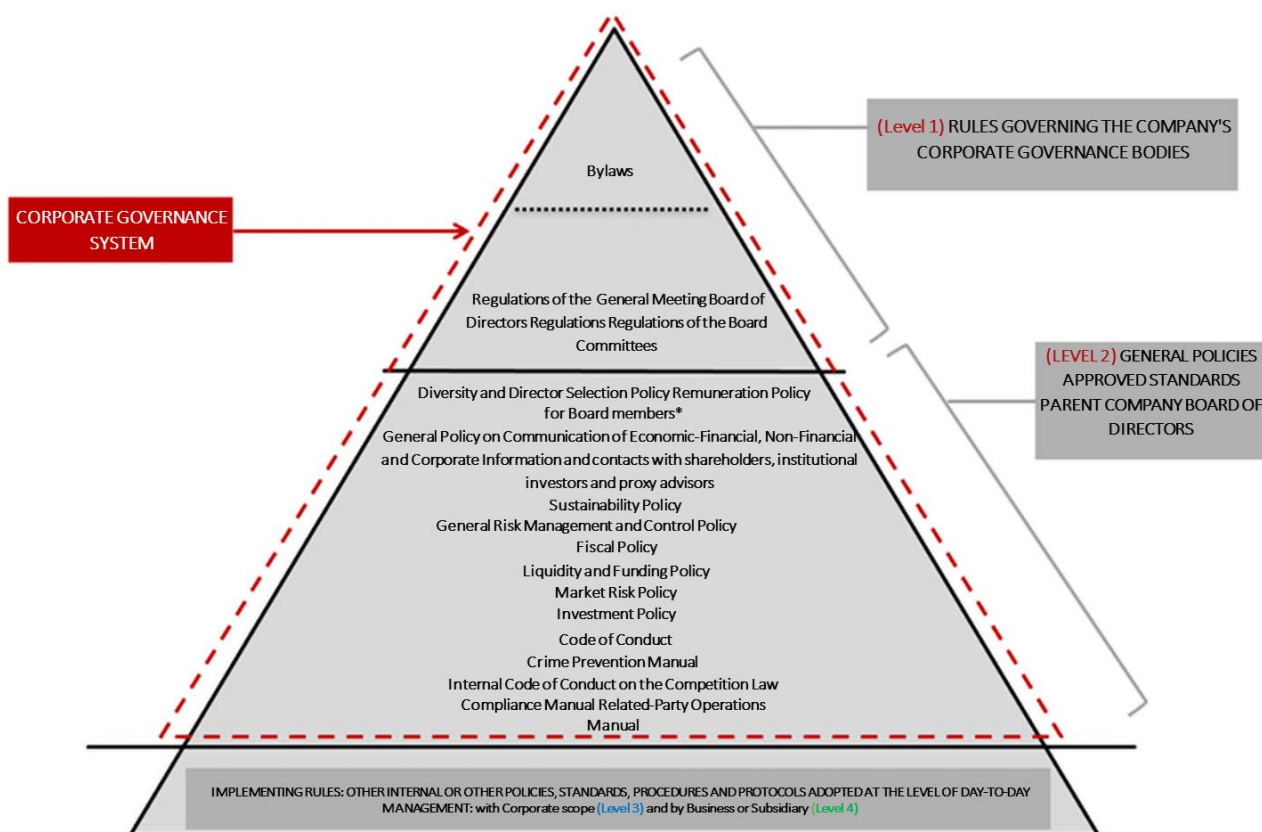 (Level 1) RULES GOVERNING THE COMPANY'S
CORPORATE GOVERNANCE BODIES
Bylaws
CORPORATE GOVERNANCE
SYSTEM
Regulations of the General Meeting Board of
Directors Regulations Regulations of the Board
Committees
(LEVEL 2) GENERAL POLICIES
APPROVED STANDARDS
PARENT COMPANY BOARD OF
DIRECTORS
Diversity and Director Selection Policy Remuneration Policy
for Board members*
General Policy on Communication of Economic-Financial, Non-Financial
and Corporate Information and contacts with shareholders, institutional
investors and proxy advisors
Sustainability Policy
General Risk Management and Control Policy
Fiscal Policy
Liquidity and Funding Policy
Market Risk Policy
Investment Policy
Code of Conduct
Crime Prevention Manual
Internal Code of Conduct on the Competition Law
Compliance Manual Related-Party Operations
Manual
IMPLEMENTING RULES: OTHER INTERNAL OR OTHER POLICIES, STANDARDS, PROCEDURES AND PROTOCOLS ADOPTED AT THE LEVEL OF DAY-TO-DAY
MANAGEMENT: with Corporate scope (Level 3) and by Business or Subsidiary (Level 4)